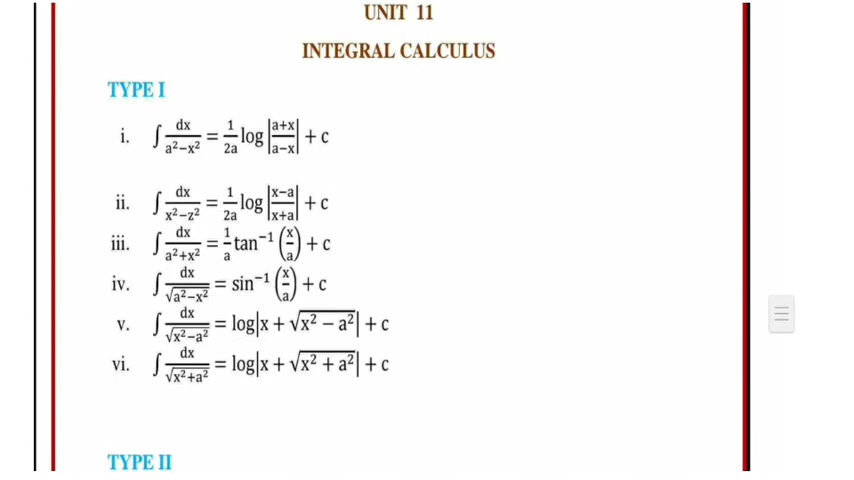 UNIT 11
INTEGRAL CALCULUS
TYPE I
i. ∫ dx/(a²−x²) = 1/(2a) log|(a+x)/(a−x)| + c
ii. ∫ dx/(x²−z²) = 1/(2a) log|(x−a)/(x+a)| + c
iii. ∫ dx/(a²+x²) = 1/a tan⁻¹(x/a) + c
iv. ∫ dx/√(a²−x²) = sin⁻¹(x/a) + c
v. ∫ dx/√(x²−a²) = log|x + √(x² − a²)| + c
vi. ∫ dx/√(x²+a²) = log|x + √(x² + a²)| + c
TYPE II